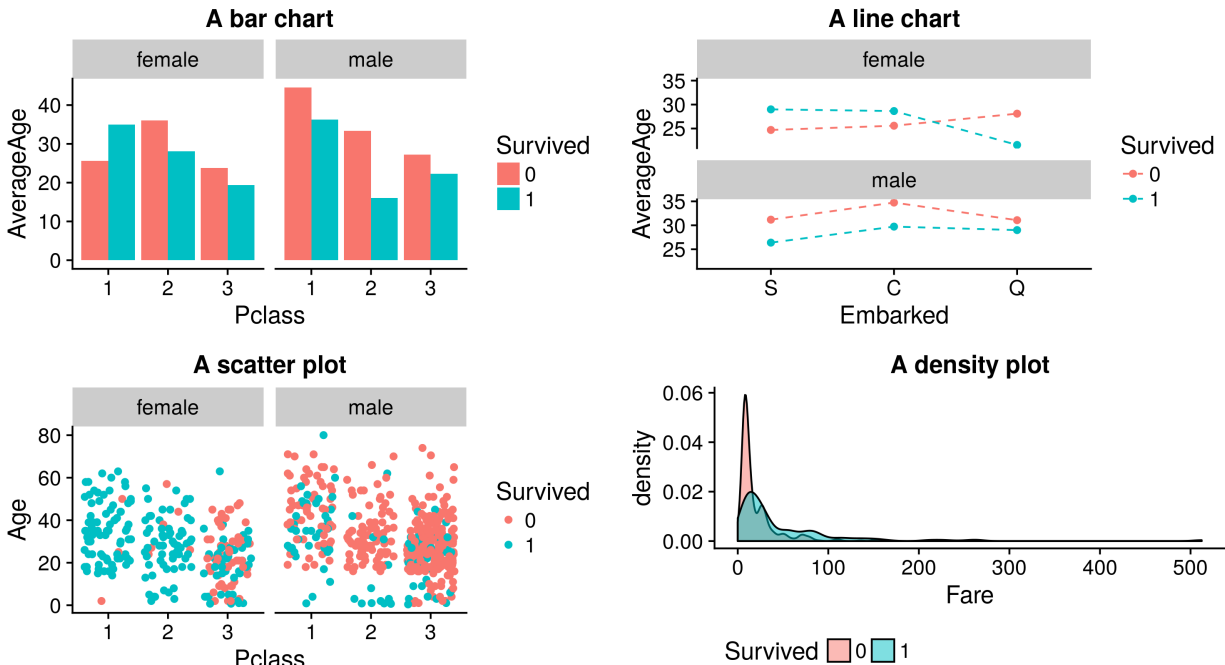 A bar chart
female male
AverageAge
40
30
20
10
0
1 2 3 1 2 3
Pclass
Survived
0
1
A line chart
female
35
30
25
male
35
30
25
AverageAge
S C Q
Embarked
Survived
0
1
A scatter plot
female male
Age
80
60
40
20
0
1 2 3 1 2 3
Pclass
Survived
0
1
A density plot
density
0.06
0.04
0.02
0.00
0 100 200 300 400 500
Fare
Survived 0 1